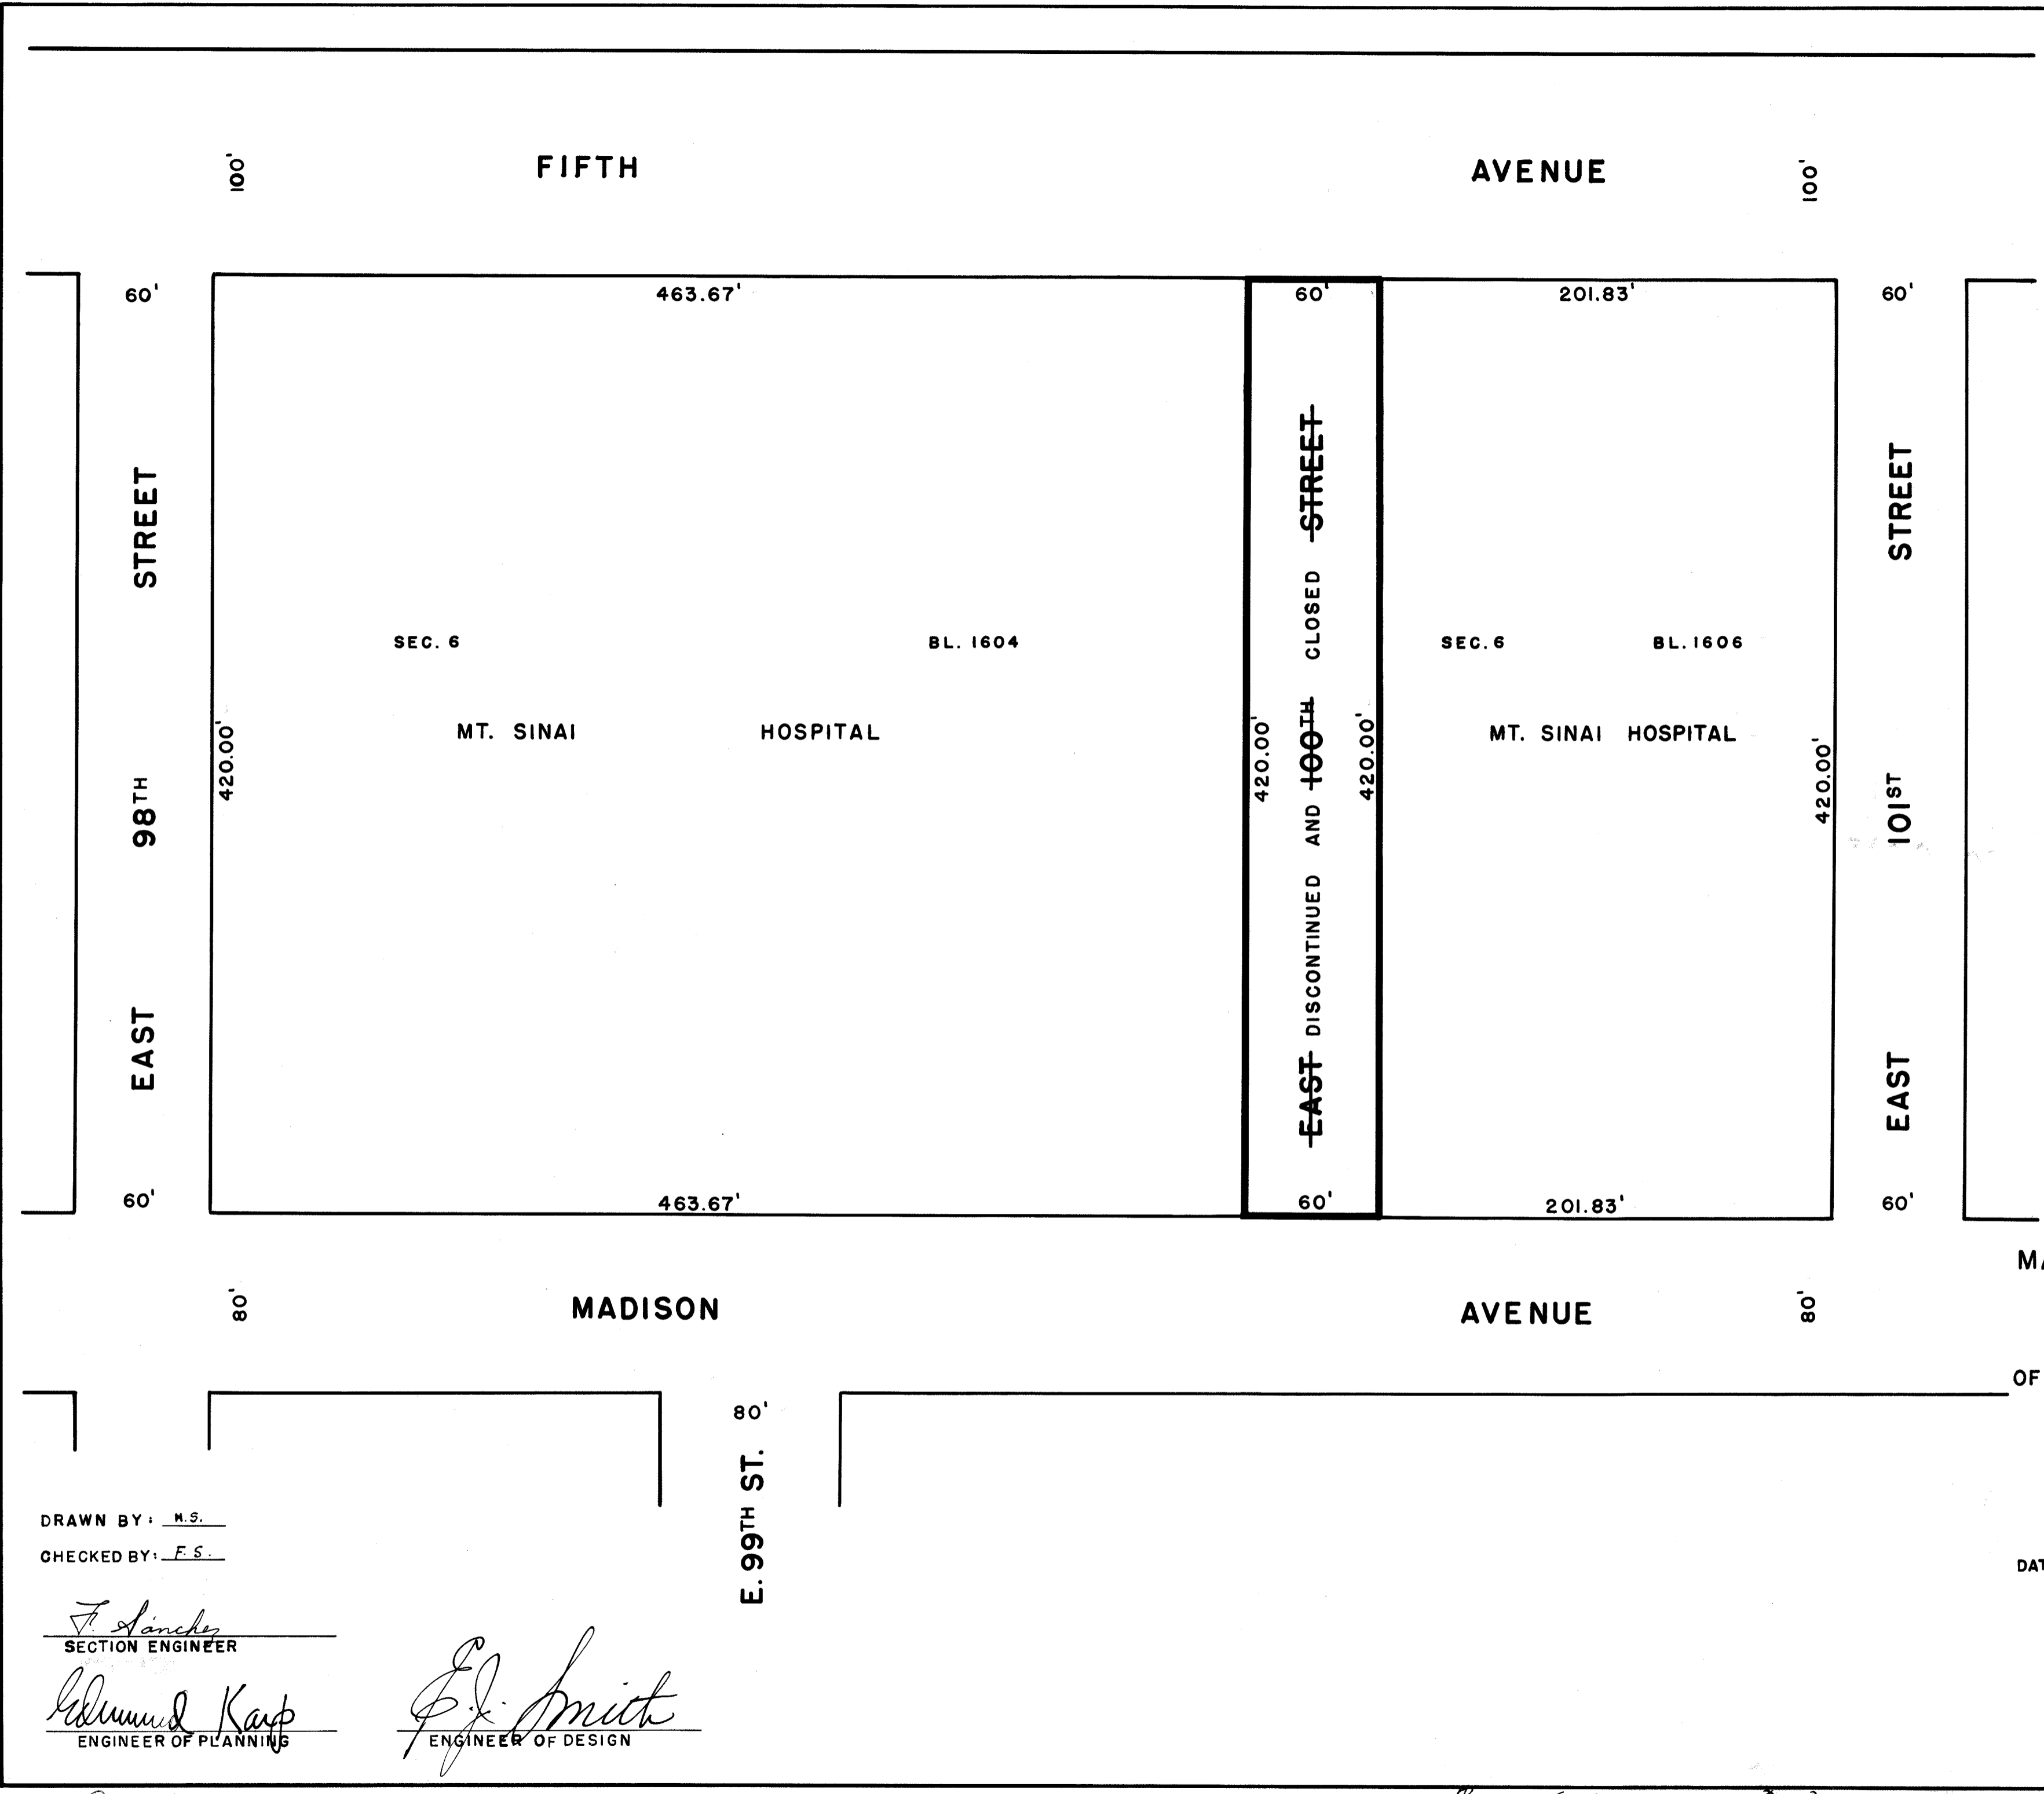 FIFTH AVENUE
100'
100'
60'
463.67'
60'
201.83'
60'
EAST 98TH STREET
SEC. 6 BL. 1604
MT. SINAI HOSPITAL
420.00'
420.00'
EAST 100TH STREET
DISCONTINUED AND CLOSED
420.00'
SEC. 6 BL. 1606
MT. SINAI HOSPITAL
420.00'
EAST 101ST STREET
60'
463.67'
60'
201.83'
60'
MADISON AVENUE
80'
80'
OF
80'
E. 99TH ST.
DRAWN BY: M.S.
CHECKED BY: F.S.
F. Sánchez
SECTION ENGINEER
Edmund Karp
ENGINEER OF PLANNING
E.J. Smith
ENGINEER OF DESIGN